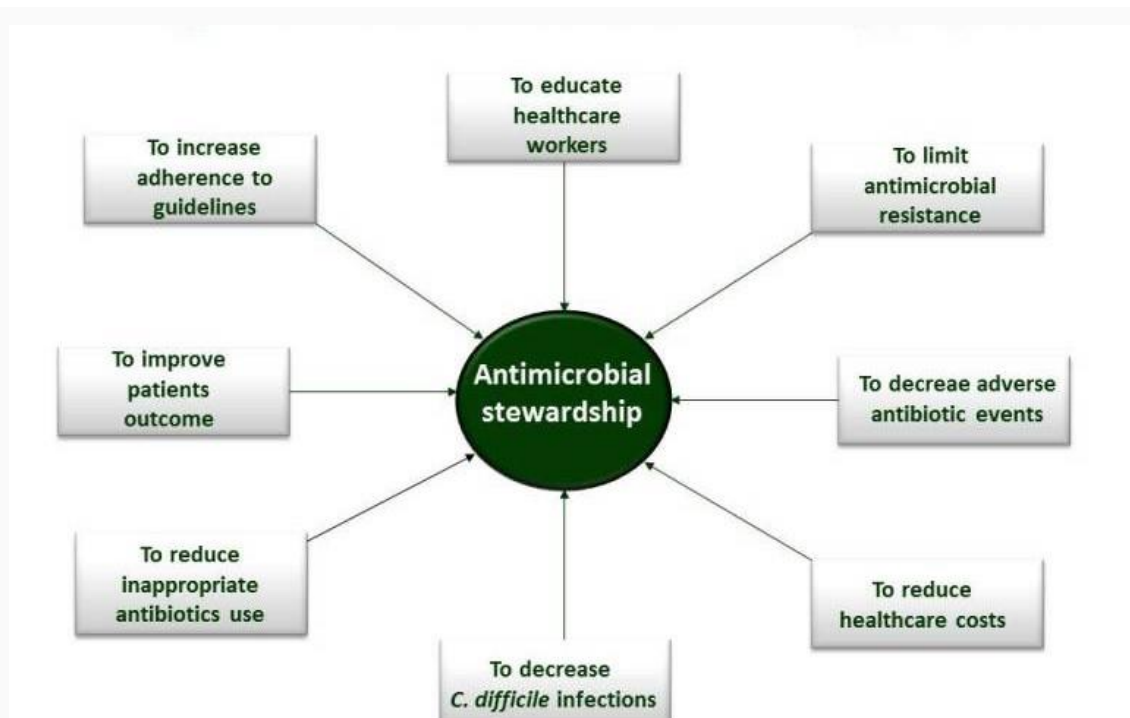 To educate
healthcare
workers
To increase
adherence to
guidelines
To limit
antimicrobial
resistance
To improve
patients
outcome
Antimicrobial
stewardship
To decreae adverse
antibiotic events
To reduce
inappropriate
antibiotics use
To reduce
healthcare costs
To decrease
C. difficile infections